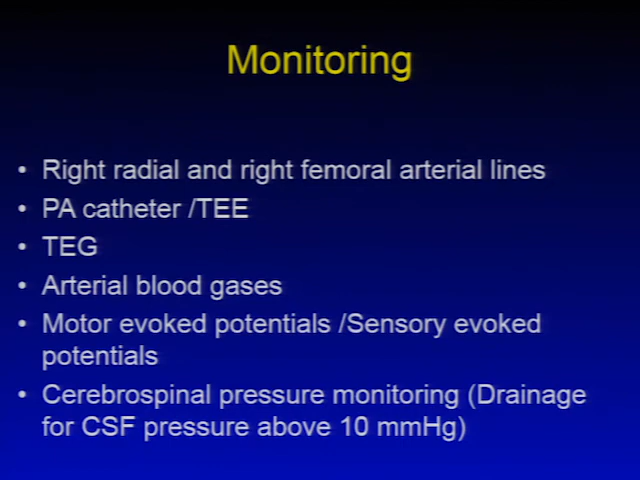 Monitoring
• Right radial and right femoral arterial lines
• PA catheter /TEE
• TEG
• Arterial blood gases
• Motor evoked potentials /Sensory evoked
potentials
• Cerebrospinal pressure monitoring (Drainage
for CSF pressure above 10 mmHg)